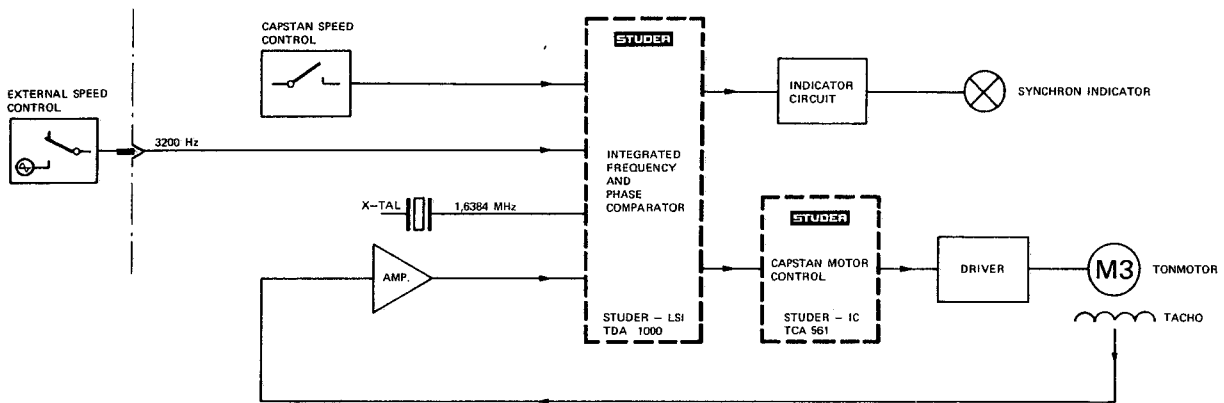 CAPSTAN SPEED
CONTROL
EXTERNAL SPEED
CONTROL
3200 Hz
X-TAL
1,6384 MHz
AMP.
STUDER
INTEGRATED
FREQUENCY
AND
PHASE
COMPARATOR
STUDER – LSI
TDA 1000
INDICATOR
CIRCUIT
SYNCHRON INDICATOR
STUDER
CAPSTAN MOTOR
CONTROL
STUDER – IC
TCA 561
DRIVER
M3
TONMOTOR
TACHO